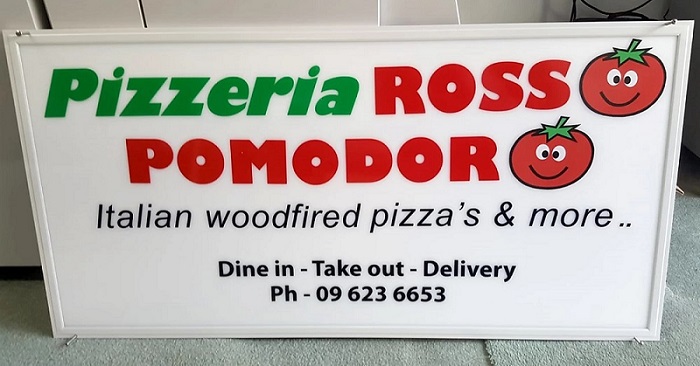 Pizzeria ROSS
POMODOR
Italian woodfired pizza's & more..
Dine in - Take out - Delivery
Ph - 09 623 6653